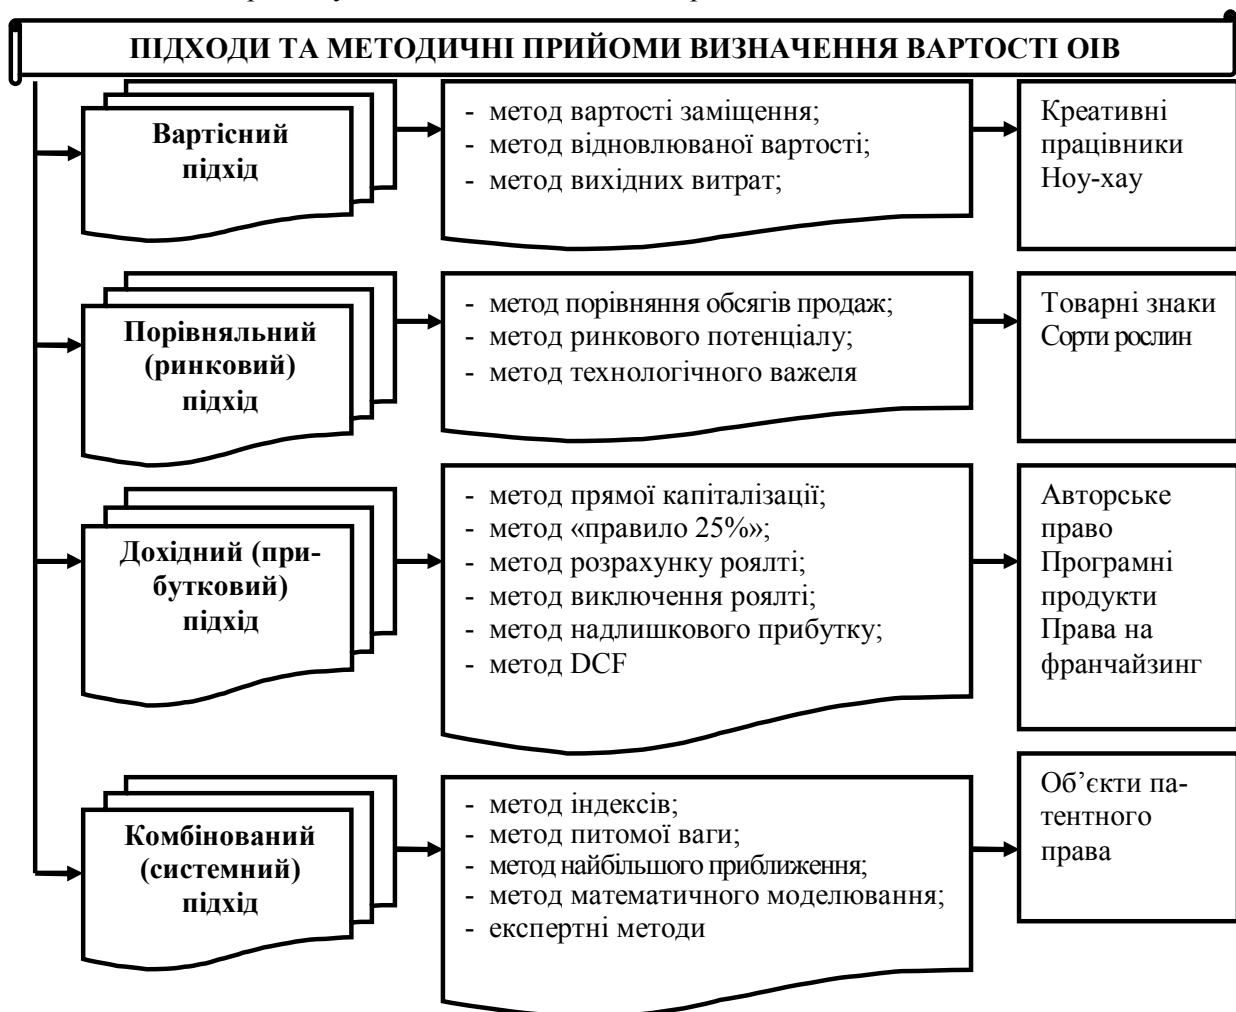 ПІДХОДИ ТА МЕТОДИЧНІ ПРИЙОМИ ВИЗНАЧЕННЯ ВАРТОСТІ ОІВ
Вартісний
підхід
- метод вартості заміщення;
- метод відновлюваної вартості;
- метод вихідних витрат;
Креативні
працівники
Ноу-хау
Порівняльний
(ринковий)
підхід
- метод порівняння обсягів продаж;
- метод ринкового потенціалу;
- метод технологічного важеля
Товарні знаки
Сорти рослин
Дохідний (при-
бутковий)
підхід
- метод прямої капіталізації;
- метод «правило 25%»;
- метод розрахунку роялті;
- метод виключення роялті;
- метод надлишкового прибутку;
- метод DCF
Авторське
право
Програмні
продукти
Права на
франчайзинг
Комбінований
(системний)
підхід
- метод індексів;
- метод питомої ваги;
- метод найбільшого приближення;
- метод математичного моделювання;
- експертні методи
Об’єкти па-
тентного
права